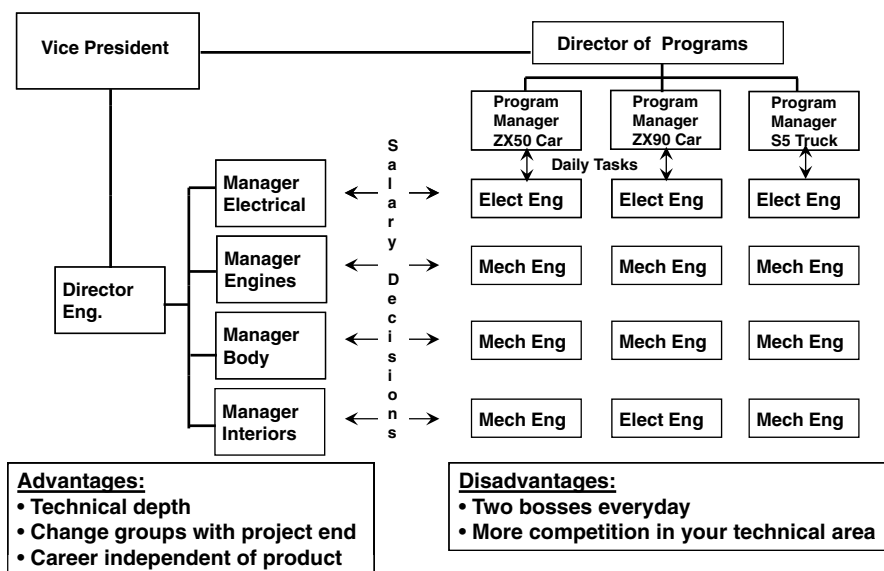 Vice President
Director of Programs
Program
Manager
ZX50 Car
Program
Manager
ZX90 Car
Program
Manager
S5 Truck
Daily Tasks
Salary Decisions
Manager
Electrical
Elect Eng
Elect Eng
Elect Eng
Manager
Engines
Mech Eng
Mech Eng
Mech Eng
Director
Eng.
Manager
Body
Mech Eng
Mech Eng
Mech Eng
Manager
Interiors
Mech Eng
Elect Eng
Mech Eng
Advantages:
• Technical depth
• Change groups with project end
• Career independent of product
Disadvantages:
• Two bosses everyday
• More competition in your technical area